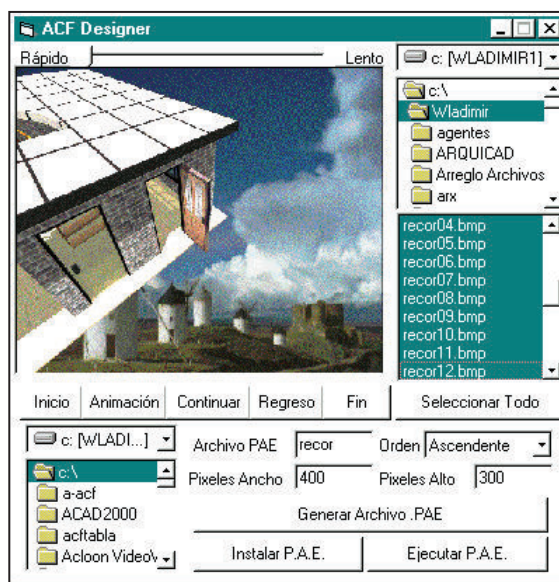 ACF Designer
Rápido
Lento
c: [WLADIMIR1]
c:\
Wladimir
agentes
ARQUICAD
Arreglo Archivos
arx
recor04.bmp
recor05.bmp
recor06.bmp
recor07.bmp
recor08.bmp
recor09.bmp
recor10.bmp
recor11.bmp
recor12.bmp
Inicio
Animación
Continuar
Regreso
Fin
Seleccionar Todo
c: [WLADI...]
Archivo PAE
recor
Orden
Ascendente
c:\
a-acf
ACAD2000
acftabla
Acloon Video\
Pixeles Ancho
400
Pixeles Alto
300
Generar Archivo .PAE
Instalar P.A.E.
Ejecutar P.A.E.